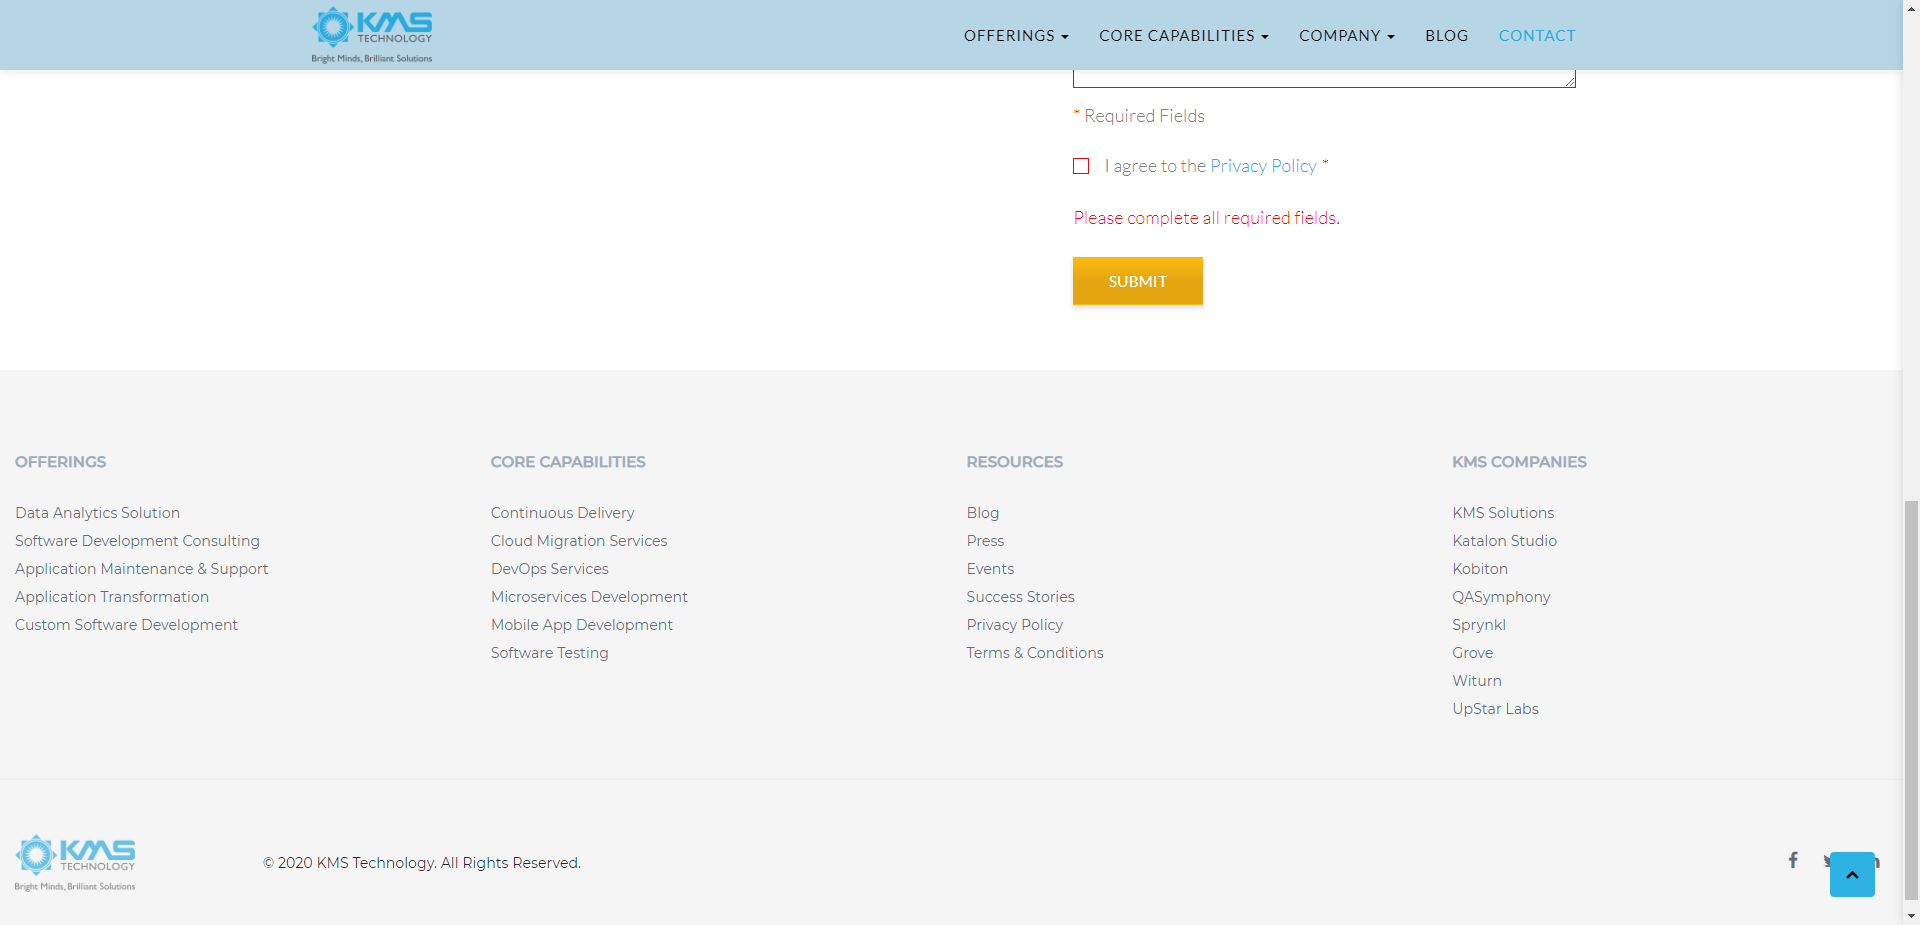 KMS
TECHNOLOGY
Bright Minds, Brilliant Solutions
OFFERINGS
CORE CAPABILITIES
COMPANY
BLOG
CONTACT
* Required Fields
I agree to the Privacy Policy *
Please complete all required fields.
SUBMIT
OFFERINGS
Data Analytics Solution
Software Development Consulting
Application Maintenance & Support
Application Transformation
Custom Software Development
CORE CAPABILITIES
Continuous Delivery
Cloud Migration Services
DevOps Services
Microservices Development
Mobile App Development
Software Testing
RESOURCES
Blog
Press
Events
Success Stories
Privacy Policy
Terms & Conditions
KMS COMPANIES
KMS Solutions
Katalon Studio
Kobiton
QASymphony
Sprynkl
Grove
Witurn
UpStar Labs
KMS
TECHNOLOGY
Bright Minds, Brilliant Solutions
© 2020 KMS Technology. All Rights Reserved.